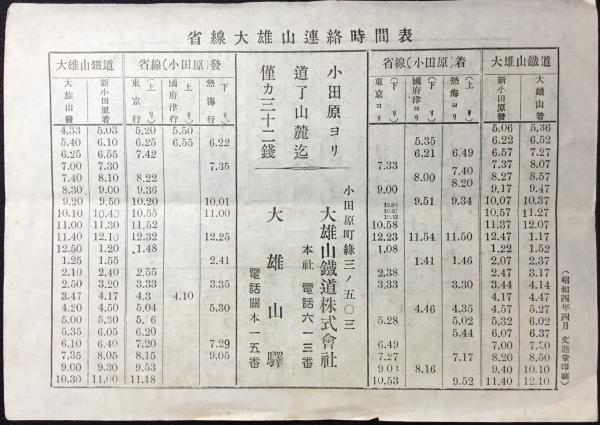 省線大雄山連絡時間表
大雄山鐵道 省線(小田原)發
大雄山發 新小田原着 東京行(上リ) 國府津行(上リ) 熱海行(下リ)
4.33 5.03 5.20 5.50
5.40 6.10 6.25 6.55 6.22
6.25 6.55 7.42
7.00 7.30 7.35
7.40 8.10 8.22
8.30 9.00 9.36
9.20 9.50 10.20 10.01
10.10 10.40 10.55 11.00
11.00 11.30 11.52
11.40 12.10 12.32 12.25
12.50 1.20 1.48
1.25 1.55 2.41
2.10 2.40 2.55
2.50 3.20 3.33 3.35
3.47 4.17 4.3 4.10
4.20 4.50 5.04 5.30
5.00 5.30 5.6
5.35 6.05 6.20
6.10 6.40 7.20 7.29
7.35 8.05 8.15 9.05
9.00 9.30 9.53
10.30 11.00 11.18
小田原ヨリ
道了山麓迄
僅カ三十二錢
小田原町綠三ノ五〇三
大雄山鐵道株式會社
本社 電話六一三番
大雄山驛
電話關本一五番
省線(小田原)着 大雄山鐵道
東京ヨリ(下リ) 國府津ヨリ(下リ) 熱海ヨリ(上リ) 新小田原發 大雄山着
5.06 5.36
5.35 6.22 6.52
6.21 6.49 6.57 7.27
7.33 7.40 7.37 8.07
8.00 8.20 8.27 8.57
9.00 9.17 9.47
9.51 9.34 10.07 10.37
10.57 11.27
10.58 11.37 12.07
12.23 11.54 11.50 12.47 1.17
1.08 1.22 1.52
1.41 1.46 2.07 2.37
2.38 2.47 3.17
3.33 3.30 3.44 4.14
4.17 4.47
4.46 4.35 4.57 5.27
5.28 5.02 5.32 6.02
5.44 6.07 6.37
6.49 7.00 7.30
7.27 7.17 8.20 8.50
8.16 9.40 10.10
10.53 9.52 11.40 12.10
(昭和四年四月 文進堂印刷)